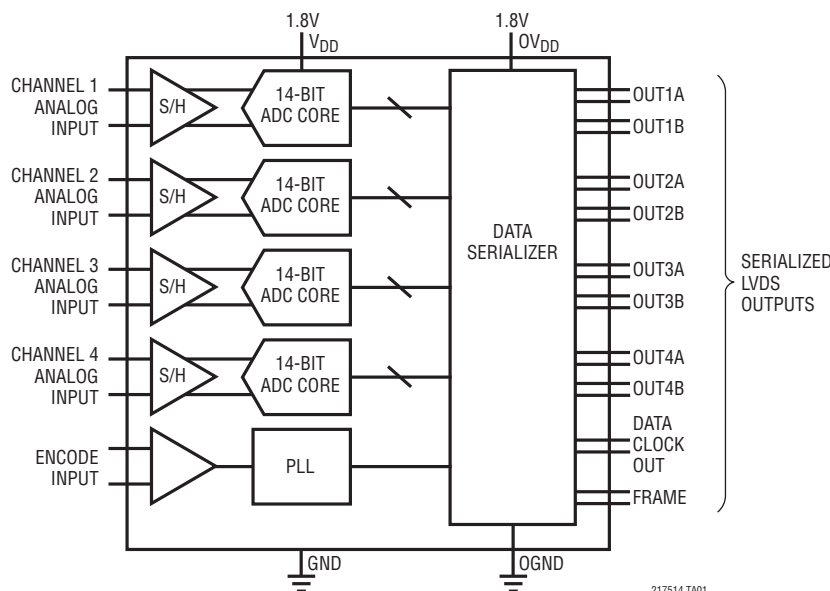 1.8V
VDD
1.8V
OVDD
CHANNEL 1
ANALOG
INPUT
S/H
14-BIT
ADC CORE
OUT1A
OUT1B
CHANNEL 2
ANALOG
INPUT
S/H
14-BIT
ADC CORE
OUT2A
OUT2B
DATA
SERIALIZER
CHANNEL 3
ANALOG
INPUT
S/H
14-BIT
ADC CORE
OUT3A
OUT3B
SERIALIZED
LVDS
OUTPUTS
CHANNEL 4
ANALOG
INPUT
S/H
14-BIT
ADC CORE
OUT4A
OUT4B
ENCODE
INPUT
PLL
DATA
CLOCK
OUT
FRAME
GND
OGND
217514 TA01